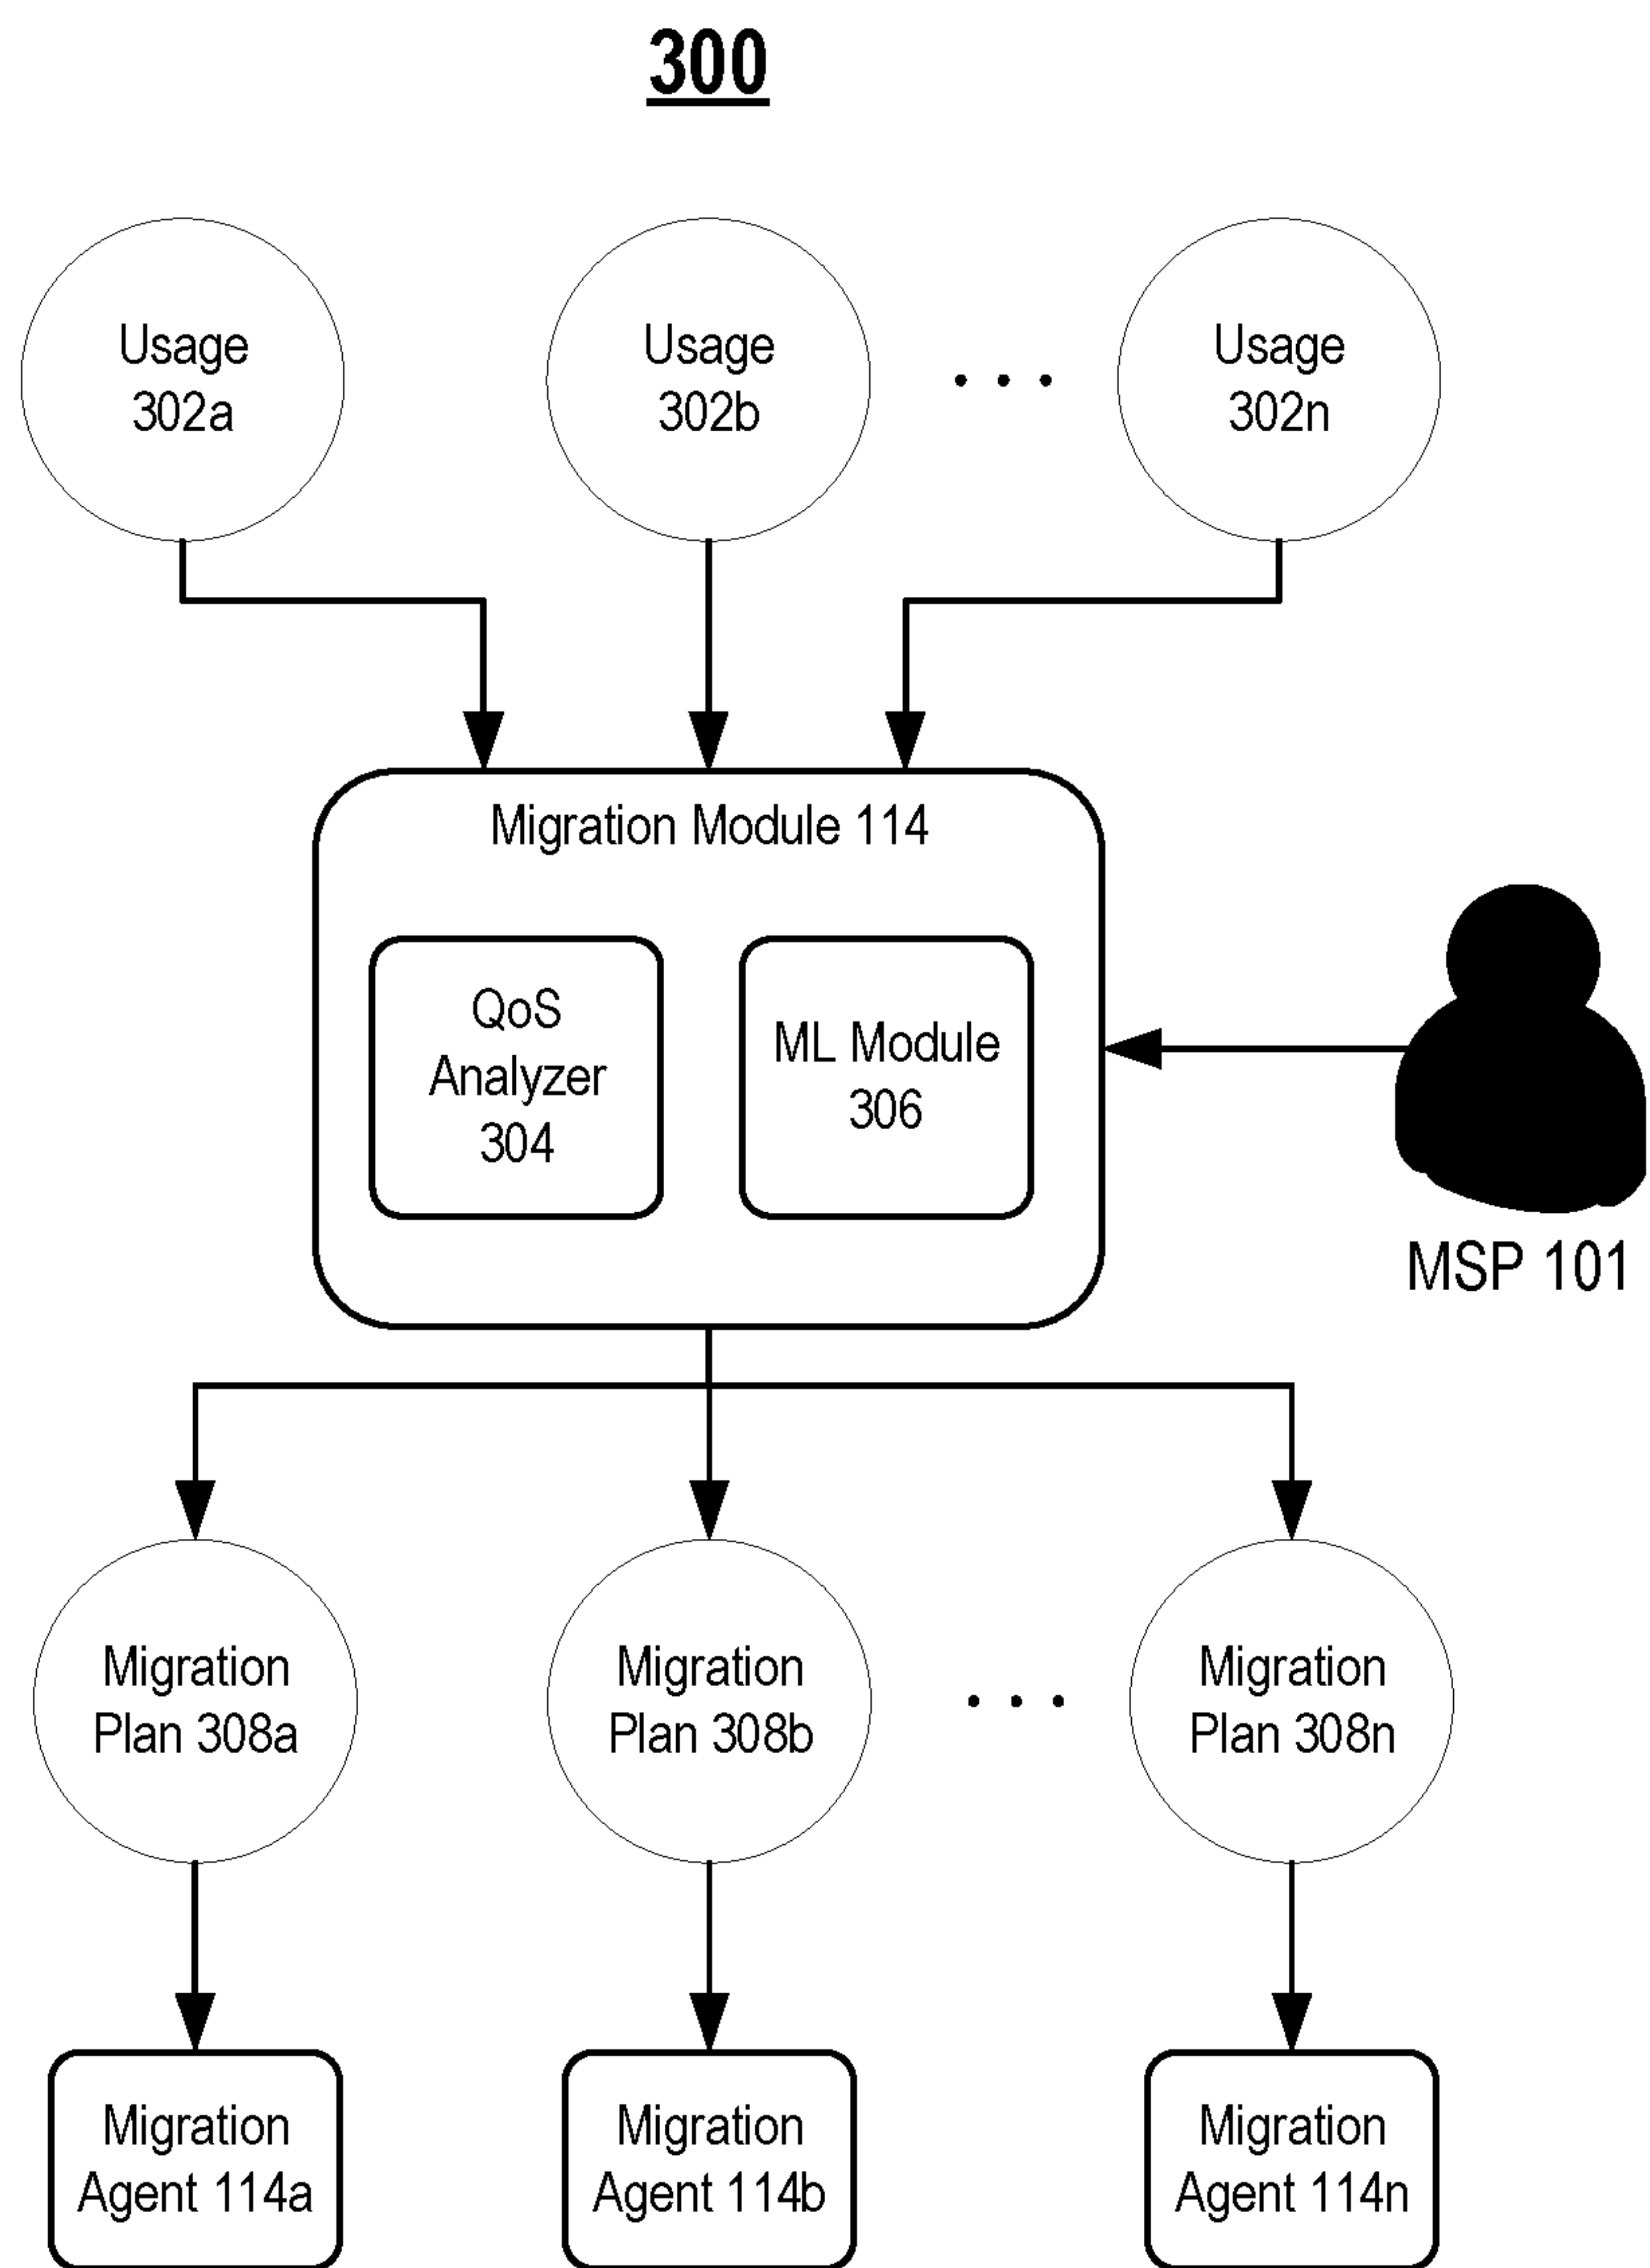 300
Usage
302a
Usage
302b
. . .
Usage
302n
Migration Module 114
QoS
Analyzer
304
ML Module
306
MSP 101
Migration
Plan 308a
Migration
Plan 308b
. . .
Migration
Plan 308n
Migration
Agent 114a
Migration
Agent 114b
Migration
Agent 114n